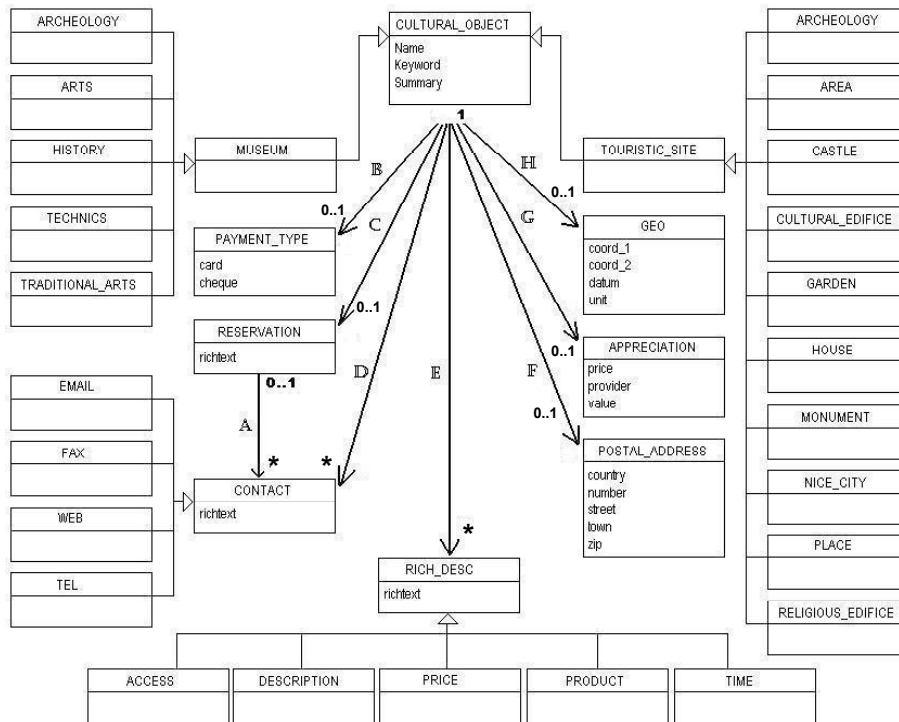 ARCHEOLOGY
ARTS
HISTORY
TECHNICS
TRADITIONAL_ARTS
MUSEUM
CULTURAL_OBJECT
Name
Keyword
Summary
1
TOURISTIC_SITE
ARCHEOLOGY
AREA
CASTLE
CULTURAL_EDIFICE
GARDEN
HOUSE
MONUMENT
NICE_CITY
PLACE
RELIGIOUS_EDIFICE
B
0..1
PAYMENT_TYPE
card
cheque
C
0..1
RESERVATION
richtext
0..1
A
*
D
*
CONTACT
richtext
EMAIL
FAX
WEB
TEL
E
*
RICH_DESC
richtext
H
0..1
GEO
coord_1
coord_2
datum
unit
G
0..1
APPRECIATION
price
provider
value
F
0..1
POSTAL_ADDRESS
country
number
street
town
zip
ACCESS
DESCRIPTION
PRICE
PRODUCT
TIME